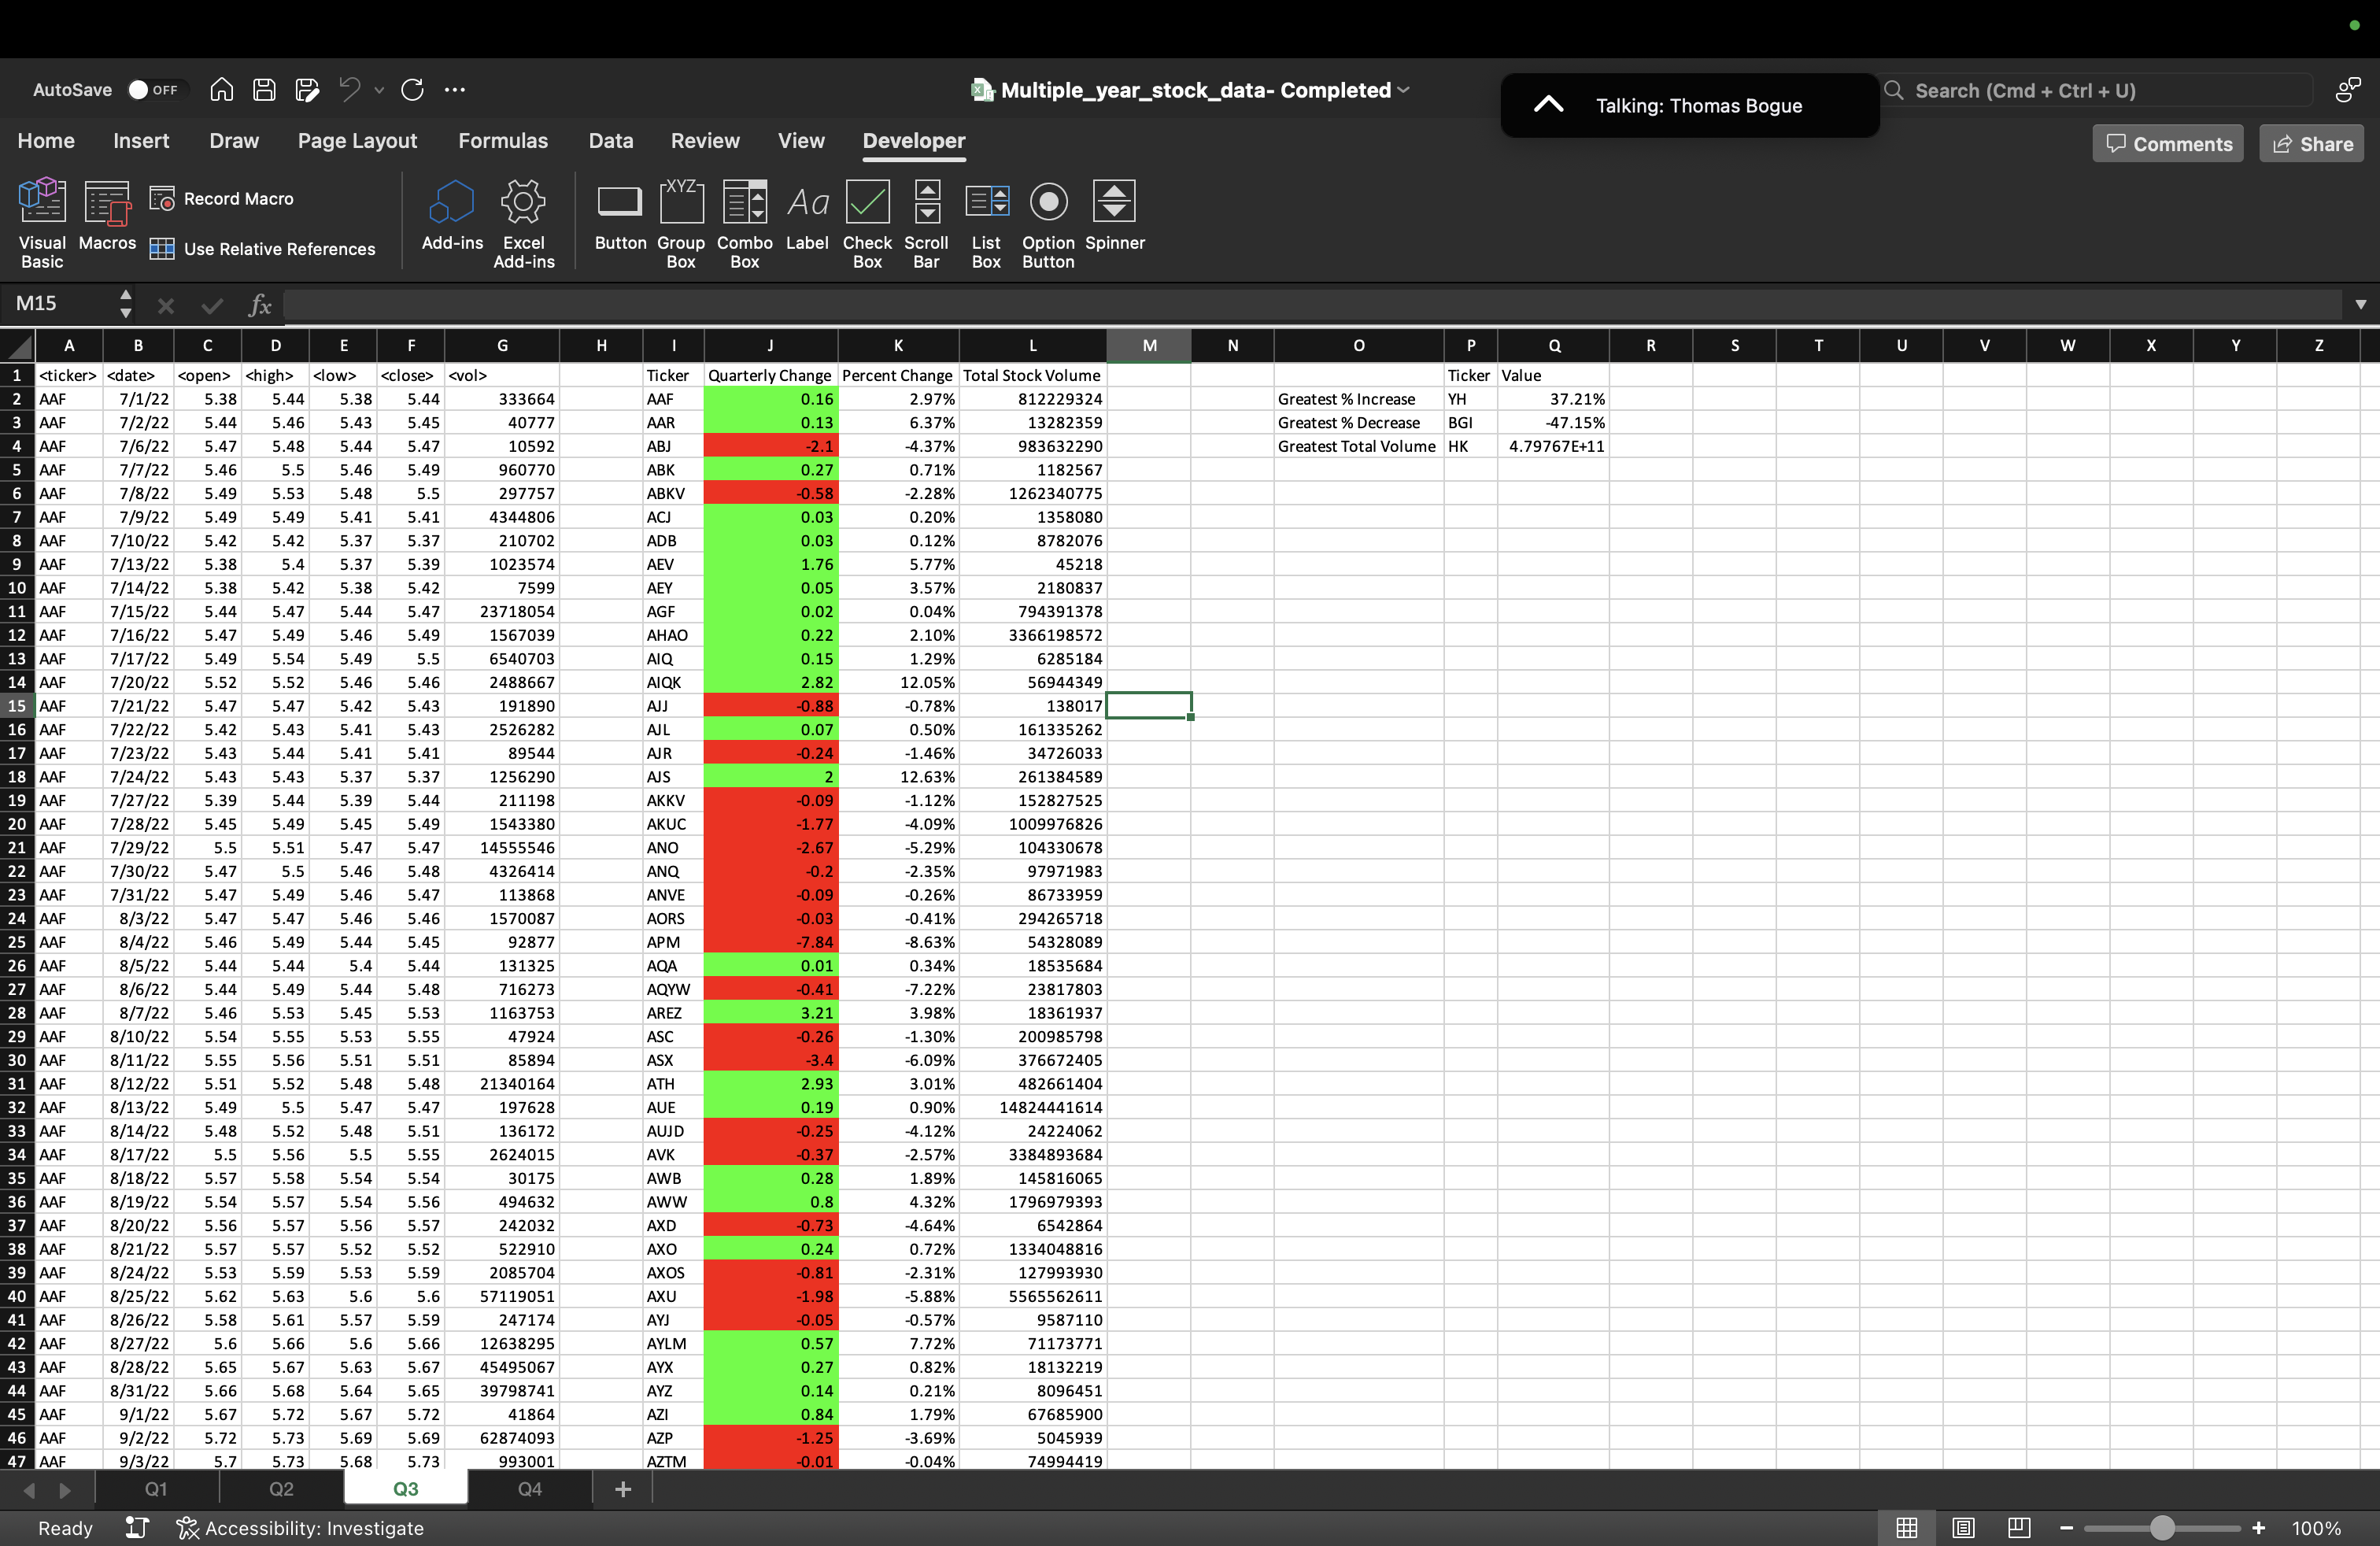 AutoSave OFF Multiple_year_stock_data- Completed Talking: Thomas Bogue Search (Cmd + Ctrl + U)
Home Insert Draw Page Layout Formulas Data Review View Developer Comments Share
Visual Basic Macros Record Macro Use Relative References Add-ins Excel Add-ins Button XYZ Group Box Combo Box Aa Label Check Box Scroll Bar List Box Option Button Spinner
M15 fx
A B C D E F G H I J K L M N O P Q R S T U V W X Y Z
1 <ticker> <date> <open> <high> <low> <close> <vol> Ticker Quarterly Change Percent Change Total Stock Volume Ticker Value
2 AAF 7/1/22 5.38 5.44 5.38 5.44 333664 AAF 0.16 2.97% 812229324 Greatest % Increase YH 37.21%
3 AAF 7/2/22 5.44 5.46 5.43 5.45 40777 AAR 0.13 6.37% 13282359 Greatest % Decrease BGI -47.15%
4 AAF 7/6/22 5.47 5.48 5.44 5.47 10592 ABJ -2.1 -4.37% 983632290 Greatest Total Volume HK 4.79767E+11
5 AAF 7/7/22 5.46 5.5 5.46 5.49 960770 ABK 0.27 0.71% 1182567
6 AAF 7/8/22 5.49 5.53 5.48 5.5 297757 ABKV -0.58 -2.28% 1262340775
7 AAF 7/9/22 5.49 5.49 5.41 5.41 4344806 ACJ 0.03 0.20% 1358080
8 AAF 7/10/22 5.42 5.42 5.37 5.37 210702 ADB 0.03 0.12% 8782076
9 AAF 7/13/22 5.38 5.4 5.37 5.39 1023574 AEV 1.76 5.77% 45218
10 AAF 7/14/22 5.38 5.42 5.38 5.42 7599 AEY 0.05 3.57% 2180837
11 AAF 7/15/22 5.44 5.47 5.44 5.47 23718054 AGF 0.02 0.04% 794391378
12 AAF 7/16/22 5.47 5.49 5.46 5.49 1567039 AHAO 0.22 2.10% 3366198572
13 AAF 7/17/22 5.49 5.54 5.49 5.5 6540703 AIQ 0.15 1.29% 6285184
14 AAF 7/20/22 5.52 5.52 5.46 5.46 2488667 AIQK 2.82 12.05% 56944349
15 AAF 7/21/22 5.47 5.47 5.42 5.43 191890 AJJ -0.88 -0.78% 138017
16 AAF 7/22/22 5.42 5.43 5.41 5.43 2526282 AJL 0.07 0.50% 161335262
17 AAF 7/23/22 5.43 5.44 5.41 5.41 89544 AJR -0.24 -1.46% 34726033
18 AAF 7/24/22 5.43 5.43 5.37 5.37 1256290 AJS 2 12.63% 261384589
19 AAF 7/27/22 5.39 5.44 5.39 5.44 211198 AKKV -0.09 -1.12% 152827525
20 AAF 7/28/22 5.45 5.49 5.45 5.49 1543380 AKUC -1.77 -4.09% 1009976826
21 AAF 7/29/22 5.5 5.51 5.47 5.47 14555546 ANO -2.67 -5.29% 104330678
22 AAF 7/30/22 5.47 5.5 5.46 5.48 4326414 ANQ -0.2 -2.35% 97971983
23 AAF 7/31/22 5.47 5.49 5.46 5.47 113868 ANVE -0.09 -0.26% 86733959
24 AAF 8/3/22 5.47 5.47 5.46 5.46 1570087 AORS -0.03 -0.41% 294265718
25 AAF 8/4/22 5.46 5.49 5.44 5.45 92877 APM -7.84 -8.63% 54328089
26 AAF 8/5/22 5.44 5.44 5.4 5.44 131325 AQA 0.01 0.34% 18535684
27 AAF 8/6/22 5.44 5.49 5.44 5.48 716273 AQYW -0.41 -7.22% 23817803
28 AAF 8/7/22 5.46 5.53 5.45 5.53 1163753 AREZ 3.21 3.98% 18361937
29 AAF 8/10/22 5.54 5.55 5.53 5.55 47924 ASC -0.26 -1.30% 200985798
30 AAF 8/11/22 5.55 5.56 5.51 5.51 85894 ASX -3.4 -6.09% 376672405
31 AAF 8/12/22 5.51 5.52 5.48 5.48 21340164 ATH 2.93 3.01% 482661404
32 AAF 8/13/22 5.49 5.5 5.47 5.47 197628 AUE 0.19 0.90% 14824441614
33 AAF 8/14/22 5.48 5.52 5.48 5.51 136172 AUJD -0.25 -4.12% 24224062
34 AAF 8/17/22 5.5 5.56 5.5 5.55 2624015 AVK -0.37 -2.57% 3384893684
35 AAF 8/18/22 5.57 5.58 5.54 5.54 30175 AWB 0.28 1.89% 145816065
36 AAF 8/19/22 5.54 5.57 5.54 5.56 494632 AWW 0.8 4.32% 1796979393
37 AAF 8/20/22 5.56 5.57 5.56 5.57 242032 AXD -0.73 -4.64% 6542864
38 AAF 8/21/22 5.57 5.57 5.52 5.52 522910 AXO 0.24 0.72% 1334048816
39 AAF 8/24/22 5.53 5.59 5.53 5.59 2085704 AXOS -0.81 -2.31% 127993930
40 AAF 8/25/22 5.62 5.63 5.6 5.6 57119051 AXU -1.98 -5.88% 5565562611
41 AAF 8/26/22 5.58 5.61 5.57 5.59 247174 AYJ -0.05 -0.57% 9587110
42 AAF 8/27/22 5.6 5.66 5.6 5.66 12638295 AYLM 0.57 7.72% 71173771
43 AAF 8/28/22 5.65 5.67 5.63 5.67 45495067 AYX 0.27 0.82% 18132219
44 AAF 8/31/22 5.66 5.68 5.64 5.65 39798741 AYZ 0.14 0.21% 8096451
45 AAF 9/1/22 5.67 5.72 5.67 5.72 41864 AZI 0.84 1.79% 67685900
46 AAF 9/2/22 5.72 5.73 5.69 5.69 62874093 AZP -1.25 -3.69% 5045939
47 AAF 9/3/22 5.7 5.73 5.68 5.73 993001 AZTM -0.01 -0.04% 74994419
Q1 Q2 Q3 Q4
Ready Accessibility: Investigate 100%